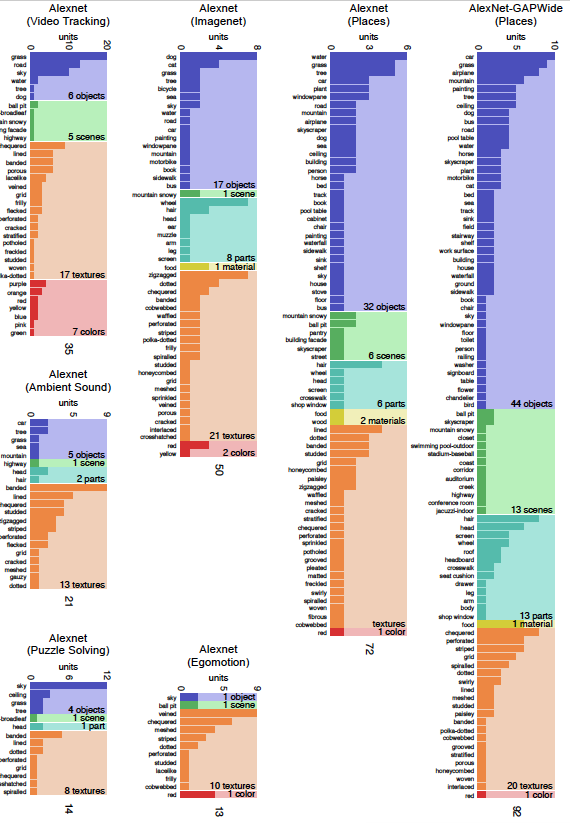 Alexnet
(Video Tracking)
units
0 10 20
grass
road
sky
water
tree
dog
6 objects
ball pit
-broadleaf
ain snowy
ng facade
highway
5 scenes
hequered
lined
banded
porous
lacelike
veined
grid
frilly
flecked
perforated
cracked
stratified
potholed
freckled
studded
woven
ka-dotted
17 textures
purple
orange
red
yellow
blue
pink
green
7 colors
35
Alexnet
(Ambient Sound)
units
0 5 9
car
tree
grass
sea
mountain
5 objects
highway
1 scene
head
hair
2 parts
banded
lined
chequered
studded
zigzagged
striped
perforated
flecked
grid
cracked
meshed
gauzy
dotted
13 textures
21
Alexnet
(Puzzle Solving)
units
0 6 12
sky
ceiling
grass
tree
4 objects
-broadleaf
1 scene
head
1 part
banded
lined
dotted
perforated
grid
hequered
shatched
spiralled
8 textures
14
Alexnet
(Imagenet)
units
0 4 8
dog
cat
grass
tree
bicycle
sea
sky
water
road
car
painting
windowpane
mountain
motorbike
book
sidewalk
bus
17 objects
mountain snowy
1 scene
wheel
hair
head
ear
muzzle
arm
leg
screen
8 parts
food
1 material
zigzagged
dotted
chequered
banded
cobwebbed
waffled
perforated
striped
polka-dotted
frilly
spiralled
studded
honeycombed
grid
meshed
sprinkled
veined
porous
cracked
interlaced
crosshatched
21 textures
red
yellow
2 colors
50
Alexnet
(Egomotion)
units
0 5 9
sky
1 object
ball pit
1 scene
veined
chequered
meshed
striped
dotted
perforated
studded
lacelike
frilly
cobwebbed
10 textures
red
1 color
13
Alexnet
(Places)
units
0 3 6
water
grass
tree
car
plant
windowpane
road
mountain
airplane
skyscraper
dog
sea
ceiling
building
person
horse
bed
track
book
pool table
cabinet
chair
painting
waterfall
sidewalk
sink
shelf
sky
house
stove
floor
bus
32 objects
mountain snowy
ball pit
pantry
building facade
skyscraper
street
6 scenes
hair
wheel
head
screen
crosswalk
shop window
6 parts
food
wood
2 materials
lined
dotted
banded
studded
grid
honeycombed
paisley
zigzagged
waffled
meshed
cracked
stratified
chequered
perforated
sprinkled
potholed
grooved
pleated
matted
freckled
swirly
spiralled
woven
fibrous
cobwebbed
textures
red
1 color
72
AlexNet-GAPWide
(Places)
units
0 5 10
car
grass
airplane
mountain
painting
tree
ceiling
dog
bus
road
pool table
water
horse
skyscraper
plant
motorbike
cat
bed
sea
track
sink
field
stairway
shelf
work surface
building
house
waterfall
ground
sidewalk
book
chair
sky
windowpane
floor
toilet
person
railing
washer
signboard
table
flower
chandelier
bird
44 objects
ball pit
skyscraper
mountain snowy
closet
swimming pool-outdoor
stadium-baseball
coast
corridor
auditorium
creek
highway
conference room
jacuzzi-indoor
13 scenes
hair
head
screen
wheel
roof
headboard
crosswalk
seat cushion
drawer
leg
arm
body
shop window
13 parts
food
1 material
chequered
perforated
striped
grid
spiralled
dotted
swirly
lined
meshed
studded
paisley
banded
polka-dotted
cobwebbed
grooved
stratified
porous
honeycombed
woven
interlaced
20 textures
red
1 color
92